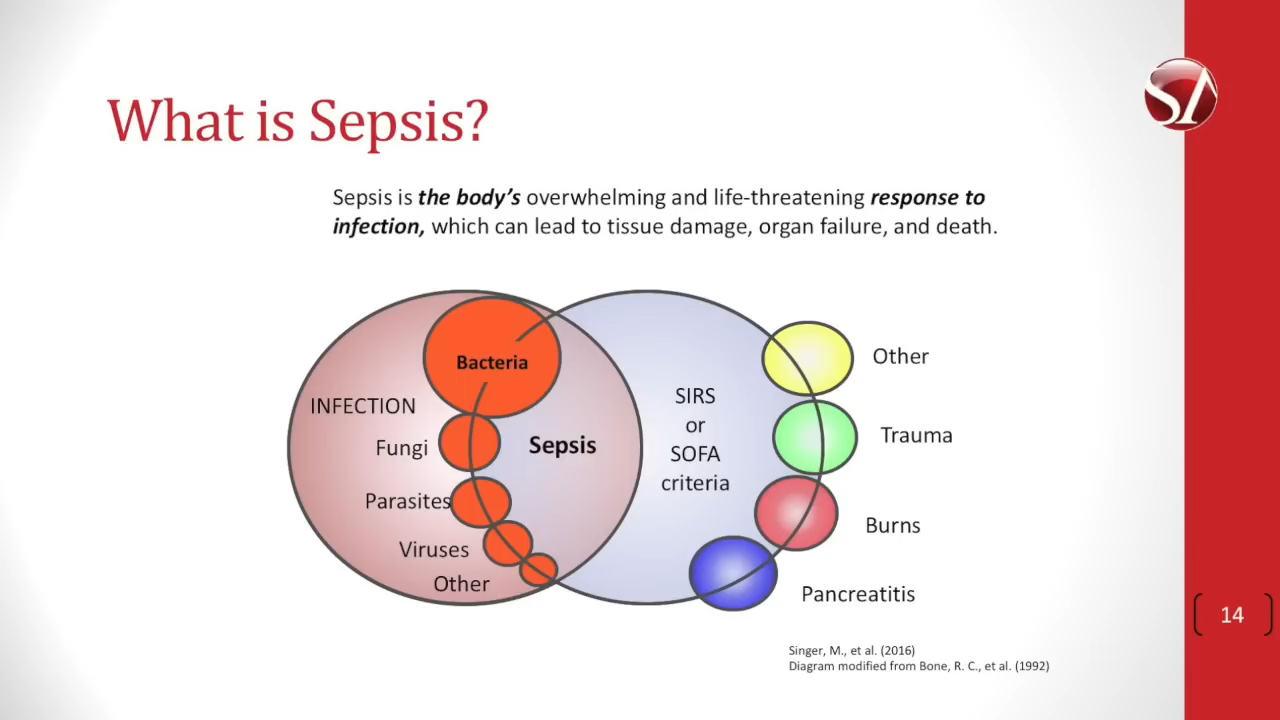 What is Sepsis?
Sepsis is the body's overwhelming and life-threatening response to
infection, which can lead to tissue damage, organ failure, and death.
Bacteria
INFECTION
Fungi
Parasites
Viruses
Other
Sepsis
SIRS
or
SOFA
criteria
Other
Trauma
Burns
Pancreatitis
14
Singer, M., et al. (2016)
Diagram modified from Bone, R. C., et al. (1992)